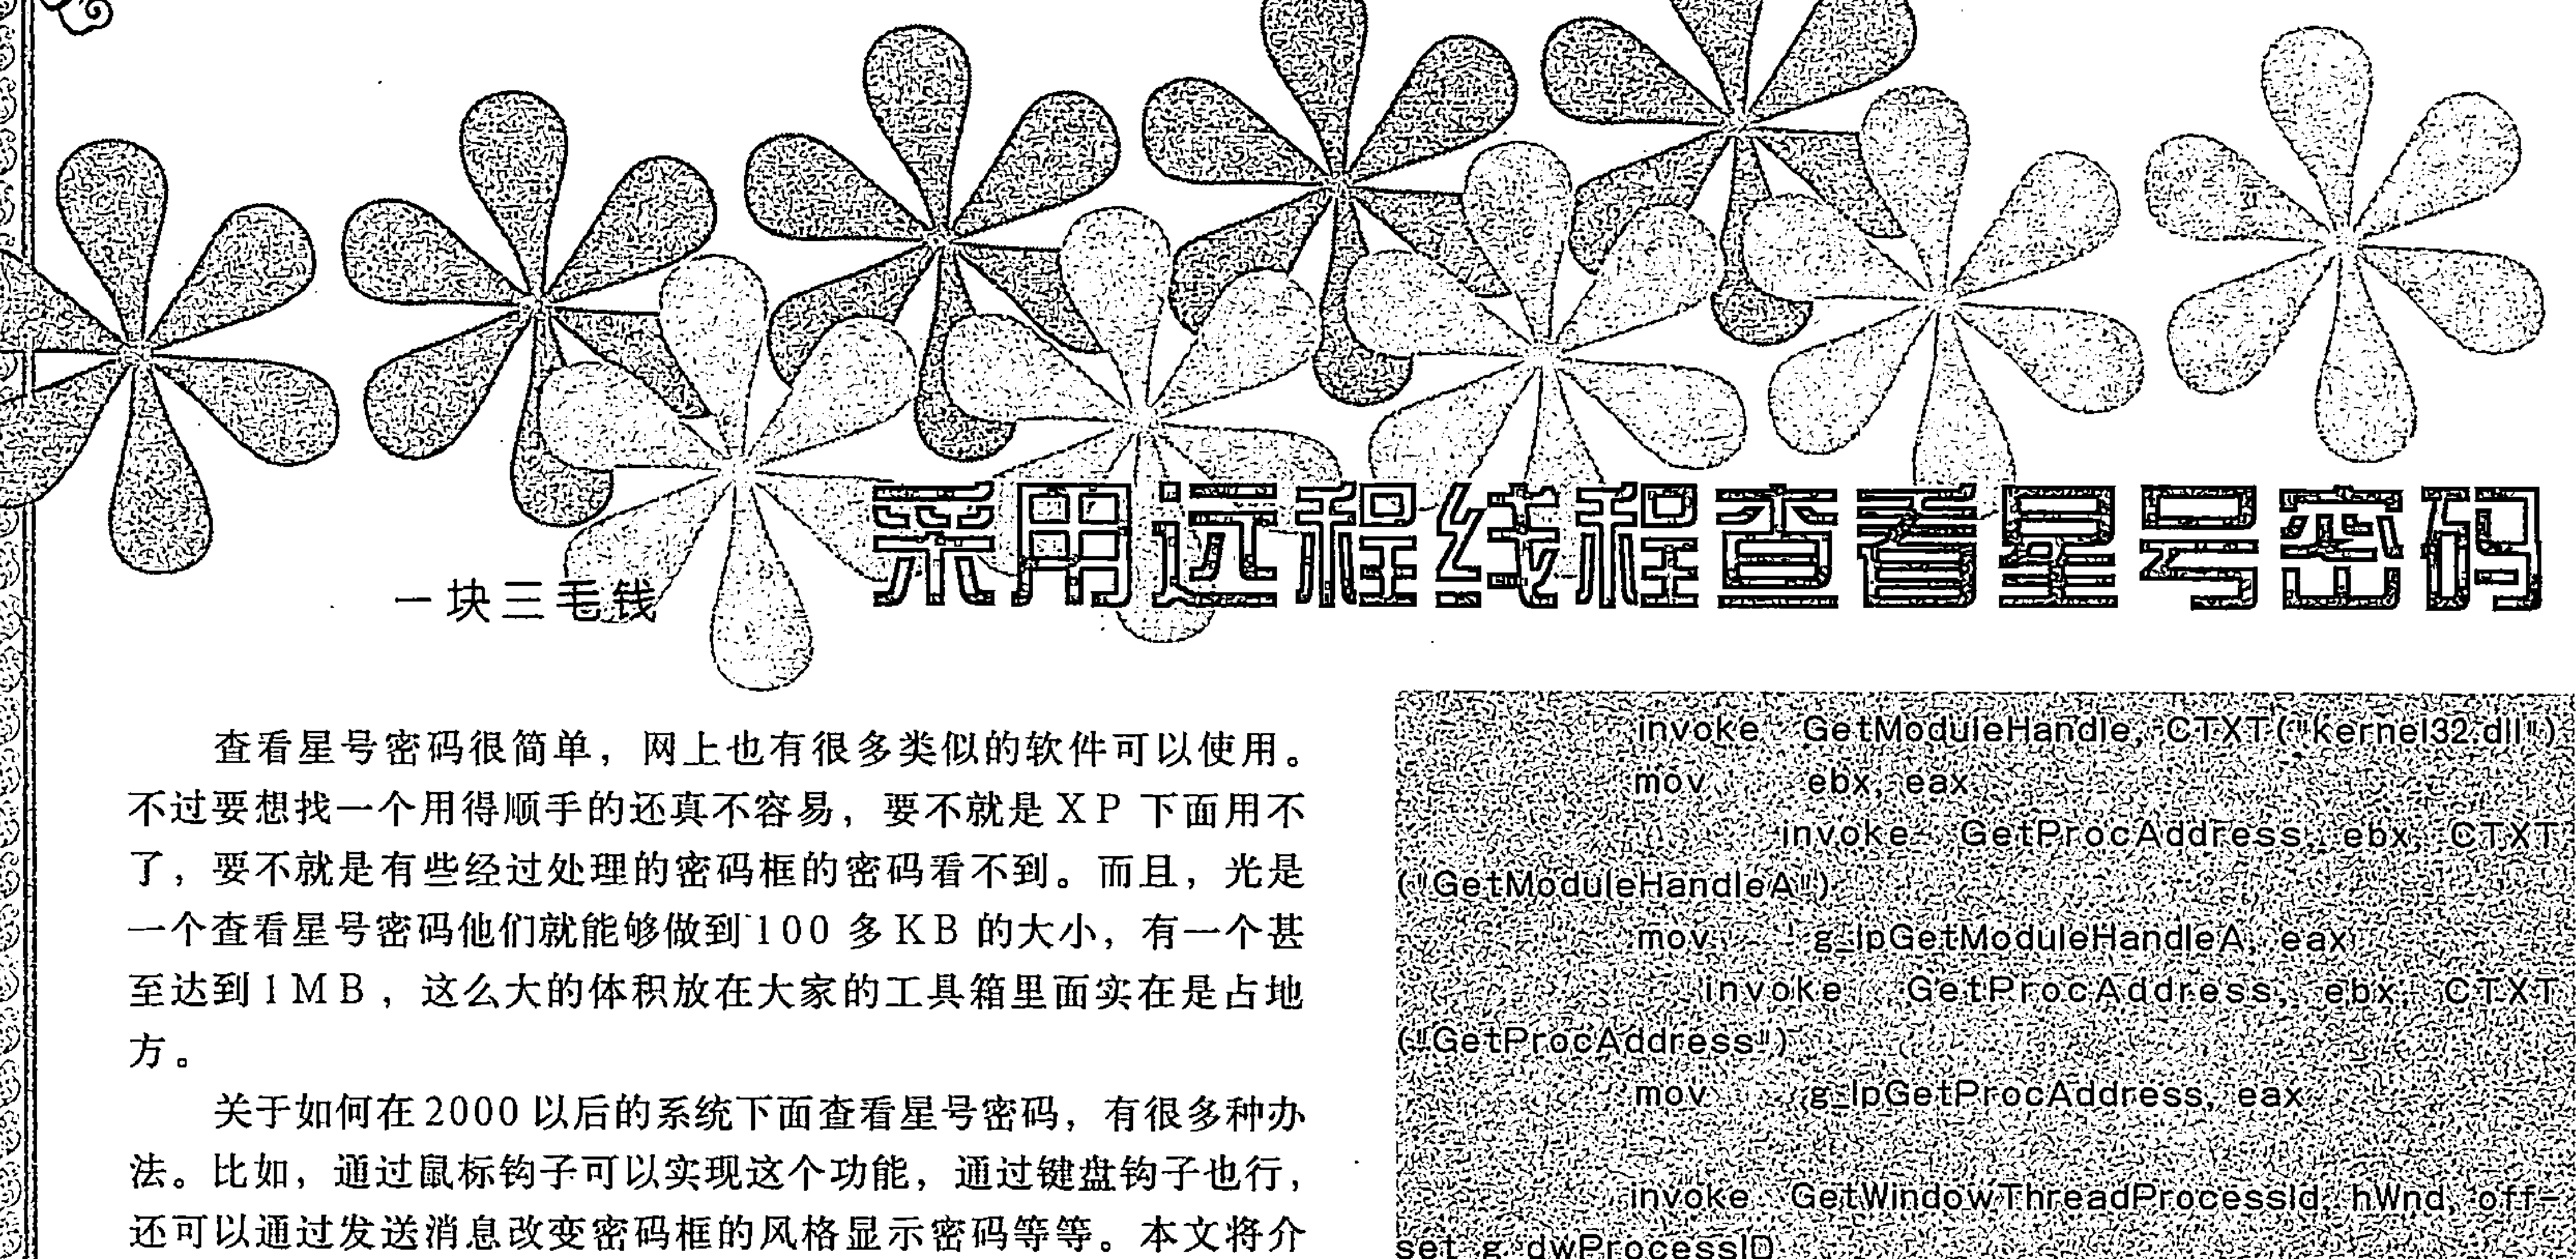 采用远程线程查看星号密码
一块三毛钱
查看星号密码很简单，网上也有很多类似的软件可以使用。
不过要想找一个用得顺手的还真不容易，要不就是XP下面用不
了，要不就是有些经过处理的密码框的密码看不到。而且，光是
一个查看星号密码他们就能够做到100多KB的大小，有一个甚
至达到1MB，这么大的体积放在大家的工具箱里面实在是占地
方。
关于如何在2000以后的系统下面查看星号密码，有很多种办
法。比如，通过鼠标钩子可以实现这个功能，通过键盘钩子也行，
还可以通过发送消息改变密码框的风格显示密码等等。本文将介
invoke GetModuleHandle, CTXT("kernel32.dll")
mov ebx, eax
invoke GetProcAddress, ebx, CTXT
("GetModuleHandleA")
mov g_lpGetModuleHandleA, eax
invoke GetProcAddress, ebx, CTXT
("GetProcAddress")
mov g_lpGetProcAddress, eax
invoke GetWindowThreadProcessId, hWnd, off-
set g_dwProcessID